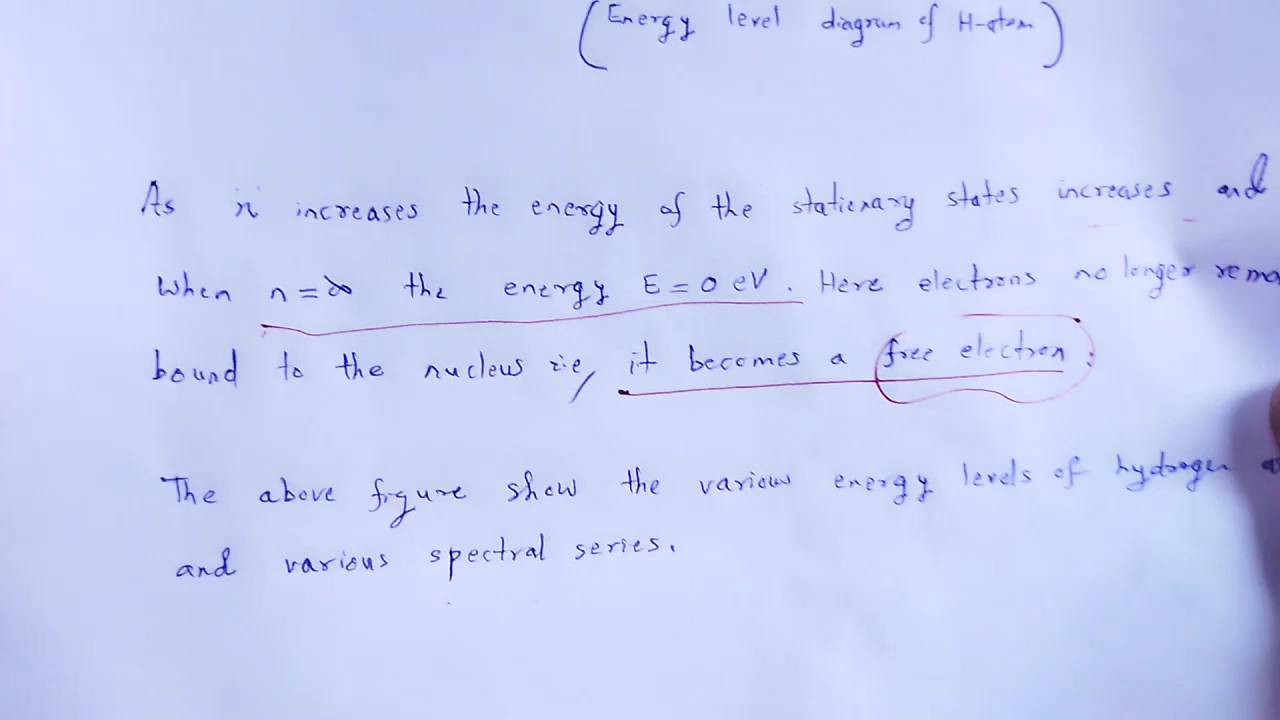 (Energy level diagram of H-atom)
As n increases the energy of the stationary states increases and
when n=∞ the energy E = 0 eV. Here electrons no longer rema
bound to the nucleus i.e, it becomes a free electron.
The above figure show the various energy levels of hydrogen a
and various spectral series.